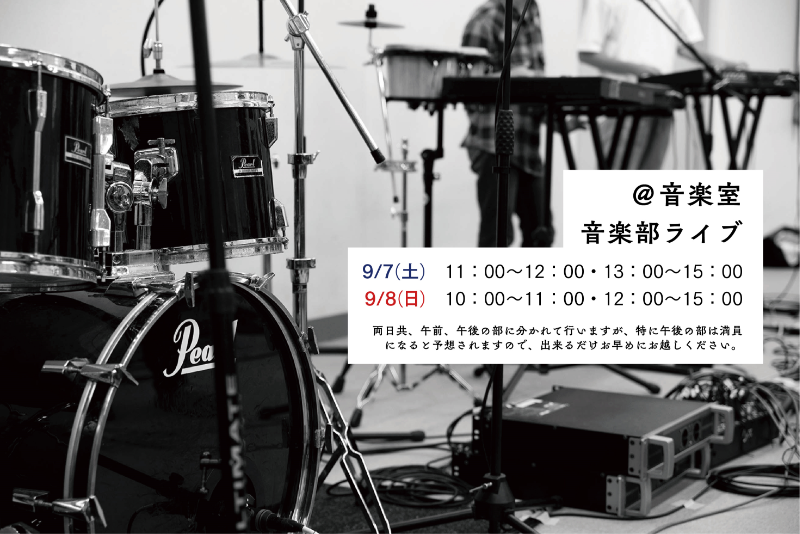 Pearl
Pearl
Pearl
@音楽室
音楽部ライブ
9/7(土) 11：00〜12：00・13：00〜15：00
9/8(日) 10：00〜11：00・12：00〜15：00
両日共、午前、午後の部に分かれて行いますが、特に午後の部は満員
になると予想されますので、出来るだけお早めにお越しください。